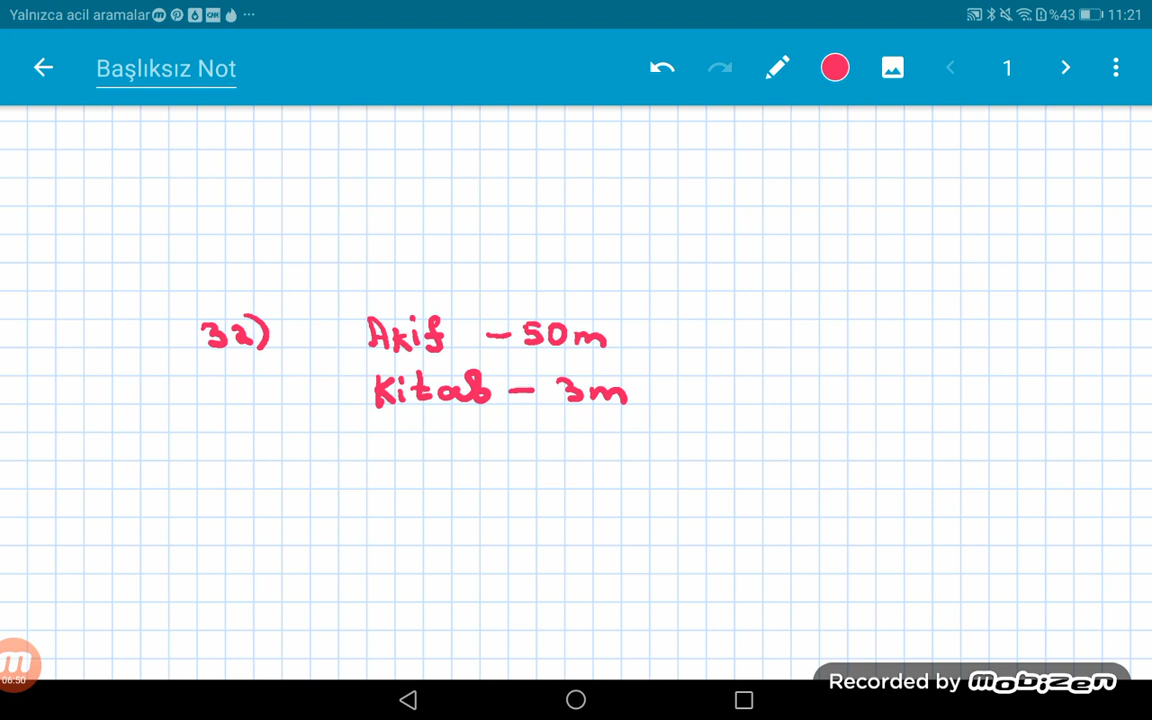 Yalnızca acil aramalar ... %43 11:21
Başlıksız Not 1
32) Akif - 50m
Kitab - 3m
06:50
Recorded by mobizen